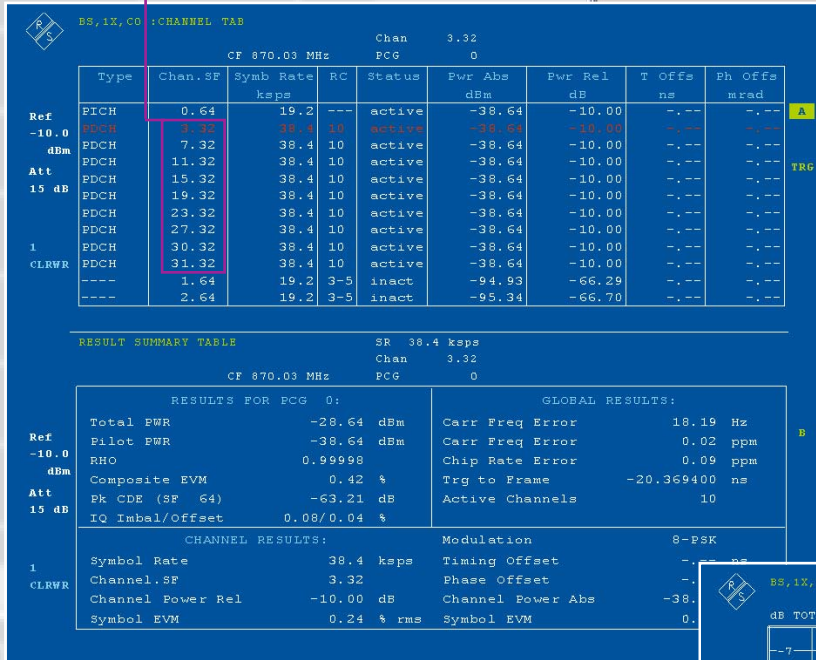 R S
BS,1X,C0 :CHANNEL TAB
Chan 3.32
CF 870.03 MHz PCG 0
Type Chan.SF Symb Rate RC Status Pwr Abs Pwr Rel T Offs Ph Offs
ksps dBm dB ns mrad
PICH 0.64 19.2 --- active -38.64 -10.00 -.-- -.--
PDCH 3.32 38.4 10 active -38.64 -10.00 -.-- -.--
PDCH 7.32 38.4 10 active -38.64 -10.00 -.-- -.--
PDCH 11.32 38.4 10 active -38.64 -10.00 -.-- -.--
PDCH 15.32 38.4 10 active -38.64 -10.00 -.-- -.--
PDCH 19.32 38.4 10 active -38.64 -10.00 -.-- -.--
PDCH 23.32 38.4 10 active -38.64 -10.00 -.-- -.--
PDCH 27.32 38.4 10 active -38.64 -10.00 -.-- -.--
PDCH 30.32 38.4 10 active -38.64 -10.00 -.-- -.--
PDCH 31.32 38.4 10 active -38.64 -10.00 -.-- -.--
---- 1.64 19.2 3-5 inact -94.93 -66.29 -.-- -.--
---- 2.64 19.2 3-5 inact -95.34 -66.70 -.-- -.--
Ref
-10.0
dBm
Att
15 dB
1
CLRWR
A
TRG
RESULT SUMMARY TABLE SR 38.4 ksps
Chan 3.32
CF 870.03 MHz PCG 0
RESULTS FOR PCG 0: GLOBAL RESULTS:
Total PWR -28.64 dBm Carr Freq Error 18.19 Hz
Pilot PWR -38.64 dBm Carr Freq Error 0.02 ppm
RHO 0.99998 Chip Rate Error 0.09 ppm
Composite EVM 0.42 % Trg to Frame -20.369400 ns
Pk CDE (SF 64) -63.21 dB Active Channels 10
IQ Imbal/Offset 0.08/0.04 %
CHANNEL RESULTS: Modulation 8-PSK
Symbol Rate 38.4 ksps Timing Offset -.-- ns
Channel.SF 3.32 Phase Offset -.
Channel Power Rel -10.00 dB Channel Power Abs -38.
Symbol EVM 0.24 % rms Symbol EVM 0.
Ref
-10.0
dBm
Att
15 dB
1
CLRWR
B
R S
BS,1X,
dB TOT
-7